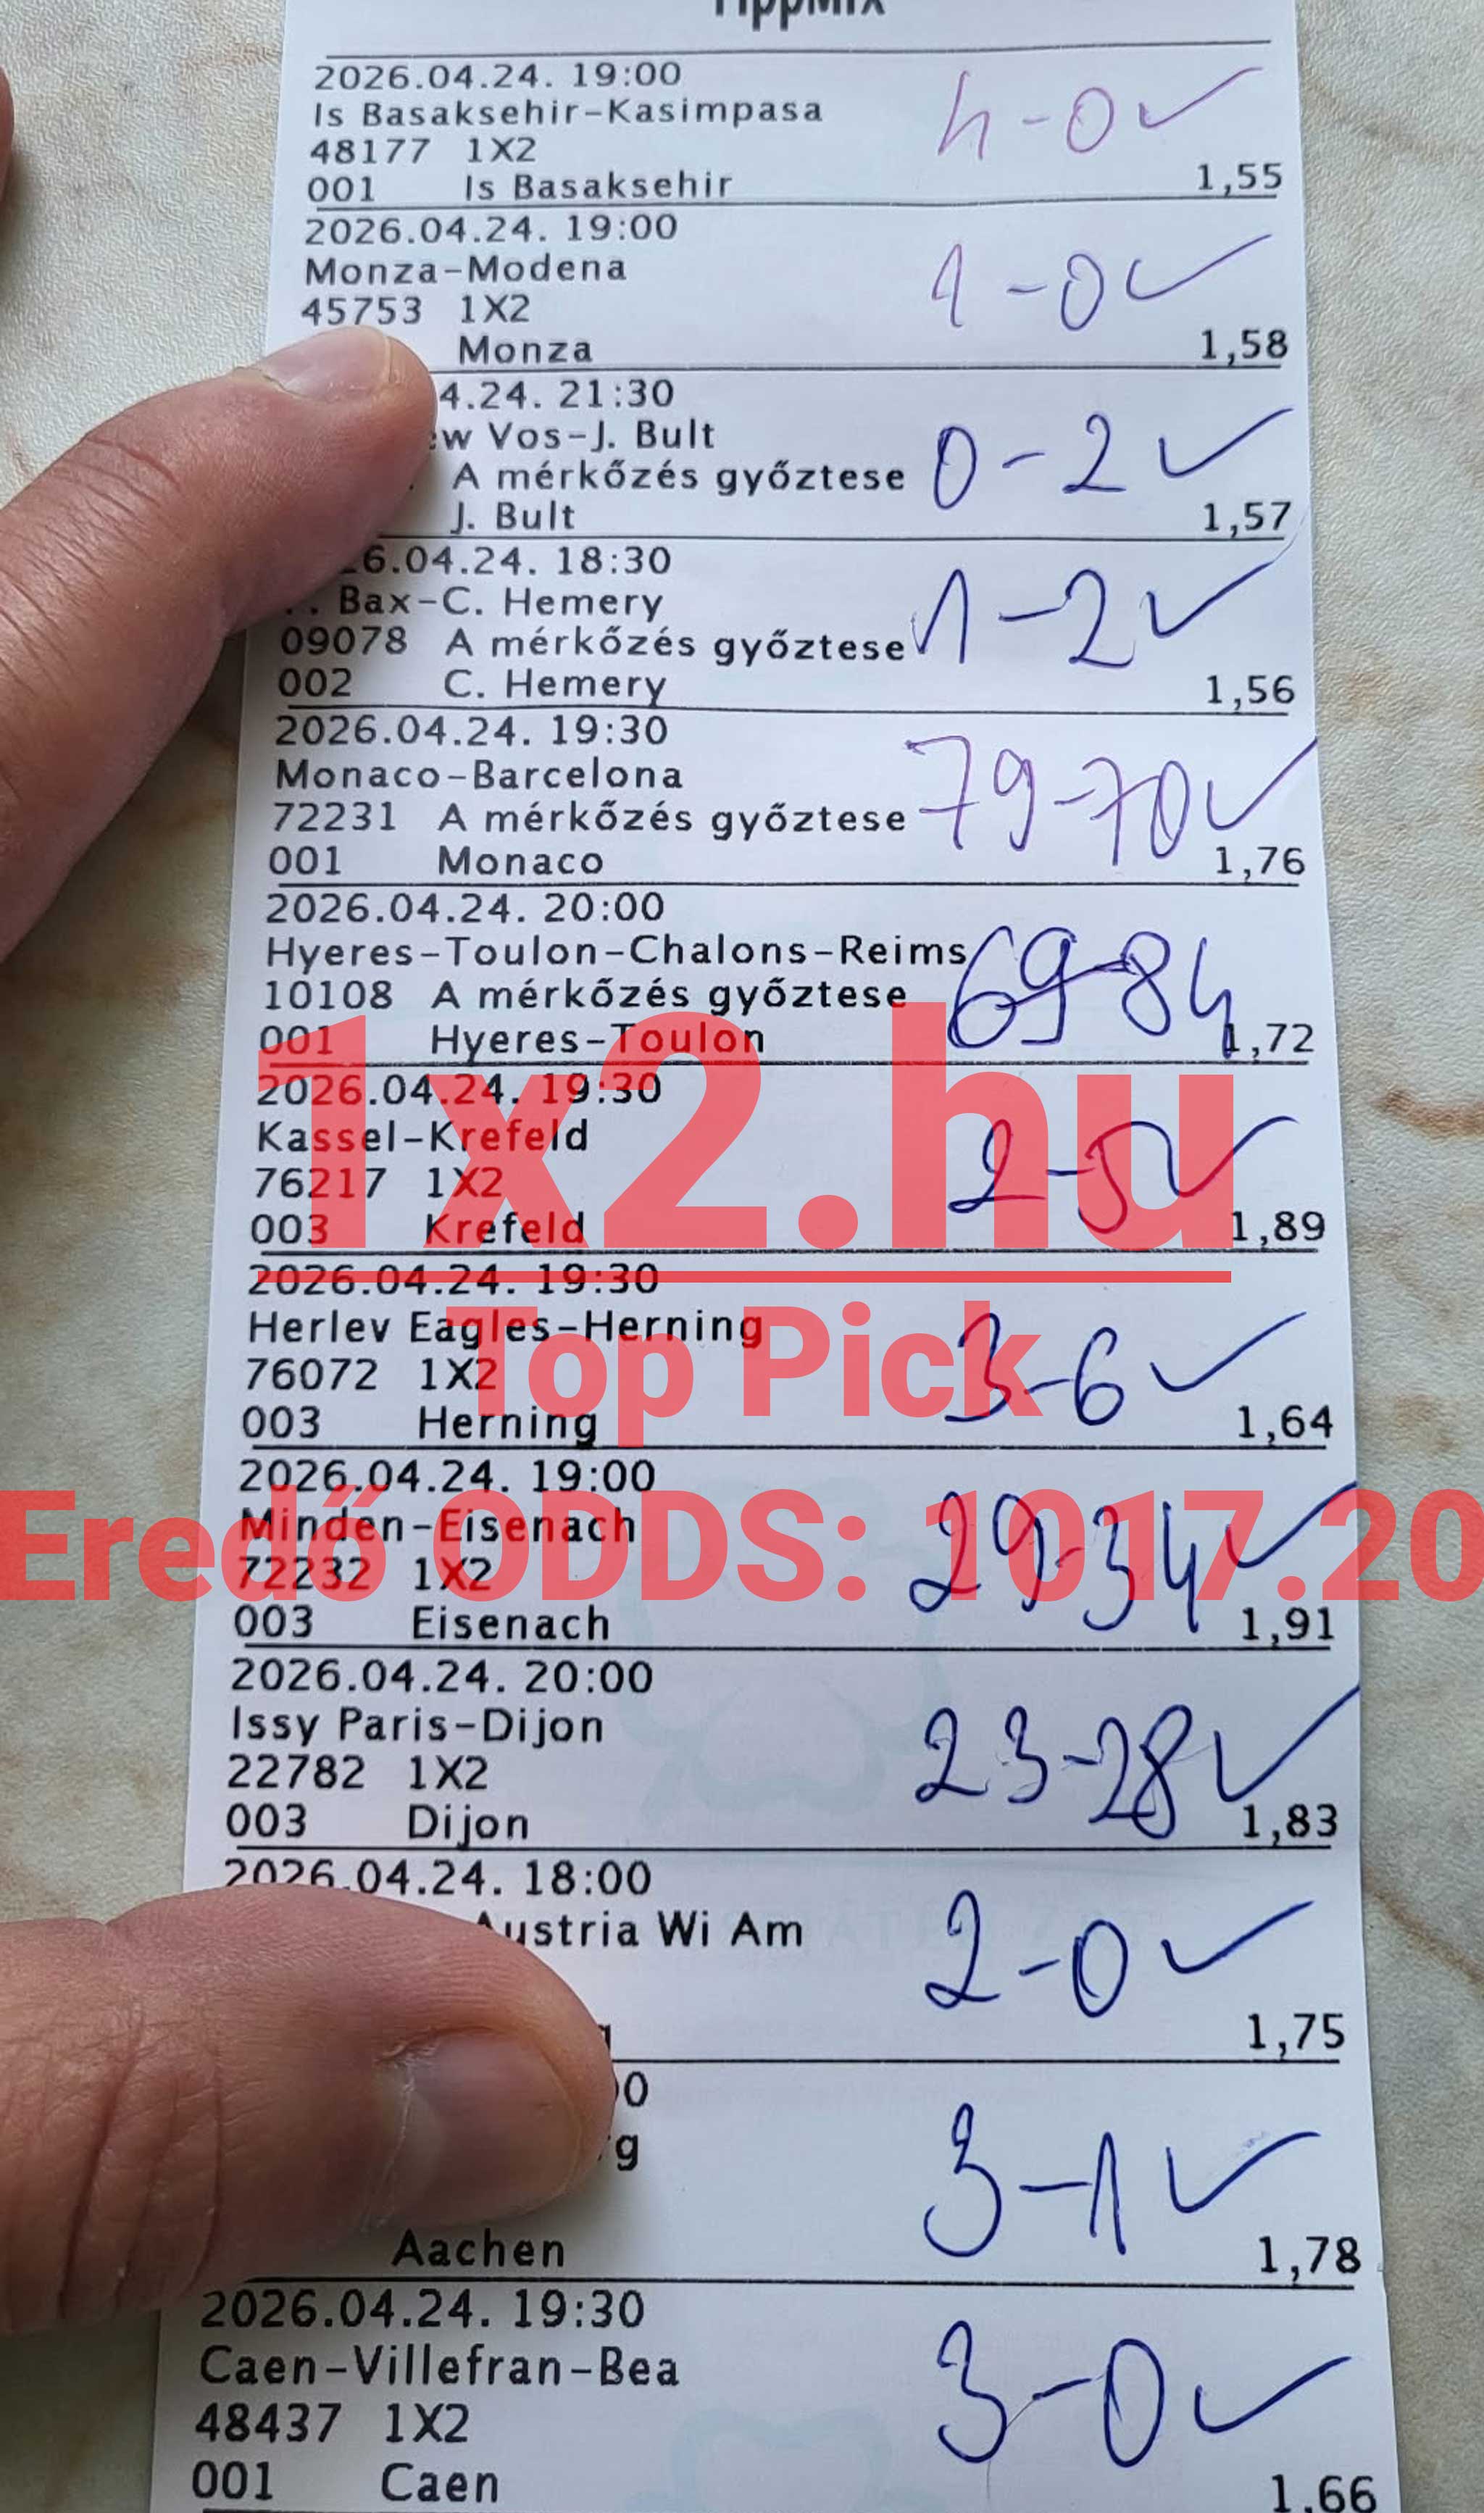 TippMix
2026.04.24. 19:00
Is Basaksehir-Kasimpasa
4-0
48177 1X2
001 Is Basaksehir 1,55
2026.04.24. 19:00
Monza-Modena
1-0
45753 1X2
Monza 1,58
4.24. 21:30
Vos-J. Bult
0-2
A mérkőzés győztese
J. Bult 1,57
6.04.24. 18:30
Bax-C. Hemery
1-2
09078 A mérkőzés győztese
002 C. Hemery 1,56
2026.04.24. 19:30
Monaco-Barcelona
79-70
72231 A mérkőzés győztese
001 Monaco 1,76
2026.04.24. 20:00
Hyeres-Toulon-Chalons-Reims
69-84
10108 A mérkőzés győztese
001 Hyeres-Toulon 1,72
1x2.hu
2026.04.24. 19:30
Kassel-Krefeld
2-5
76217 1X2
003 Krefeld 1,89
2026.04.24. 19:30
Herlev Eagles-Herning
Top Pick
3-6
76072 1X2
003 Herning 1,64
2026.04.24. 19:00
Minden-Eisenach
29-34
Eredő ODDS: 1017.20
72232 1X2
003 Eisenach 1,91
2026.04.24. 20:00
Issy Paris-Dijon
23-28
22782 1X2
003 Dijon 1,83
2026.04.24. 18:00
Austria Wi Am
2-0
1,75
3-1
Aachen 1,78
2026.04.24. 19:30
Caen-Villefran-Bea
3-0
48437 1X2
001 Caen 1,66